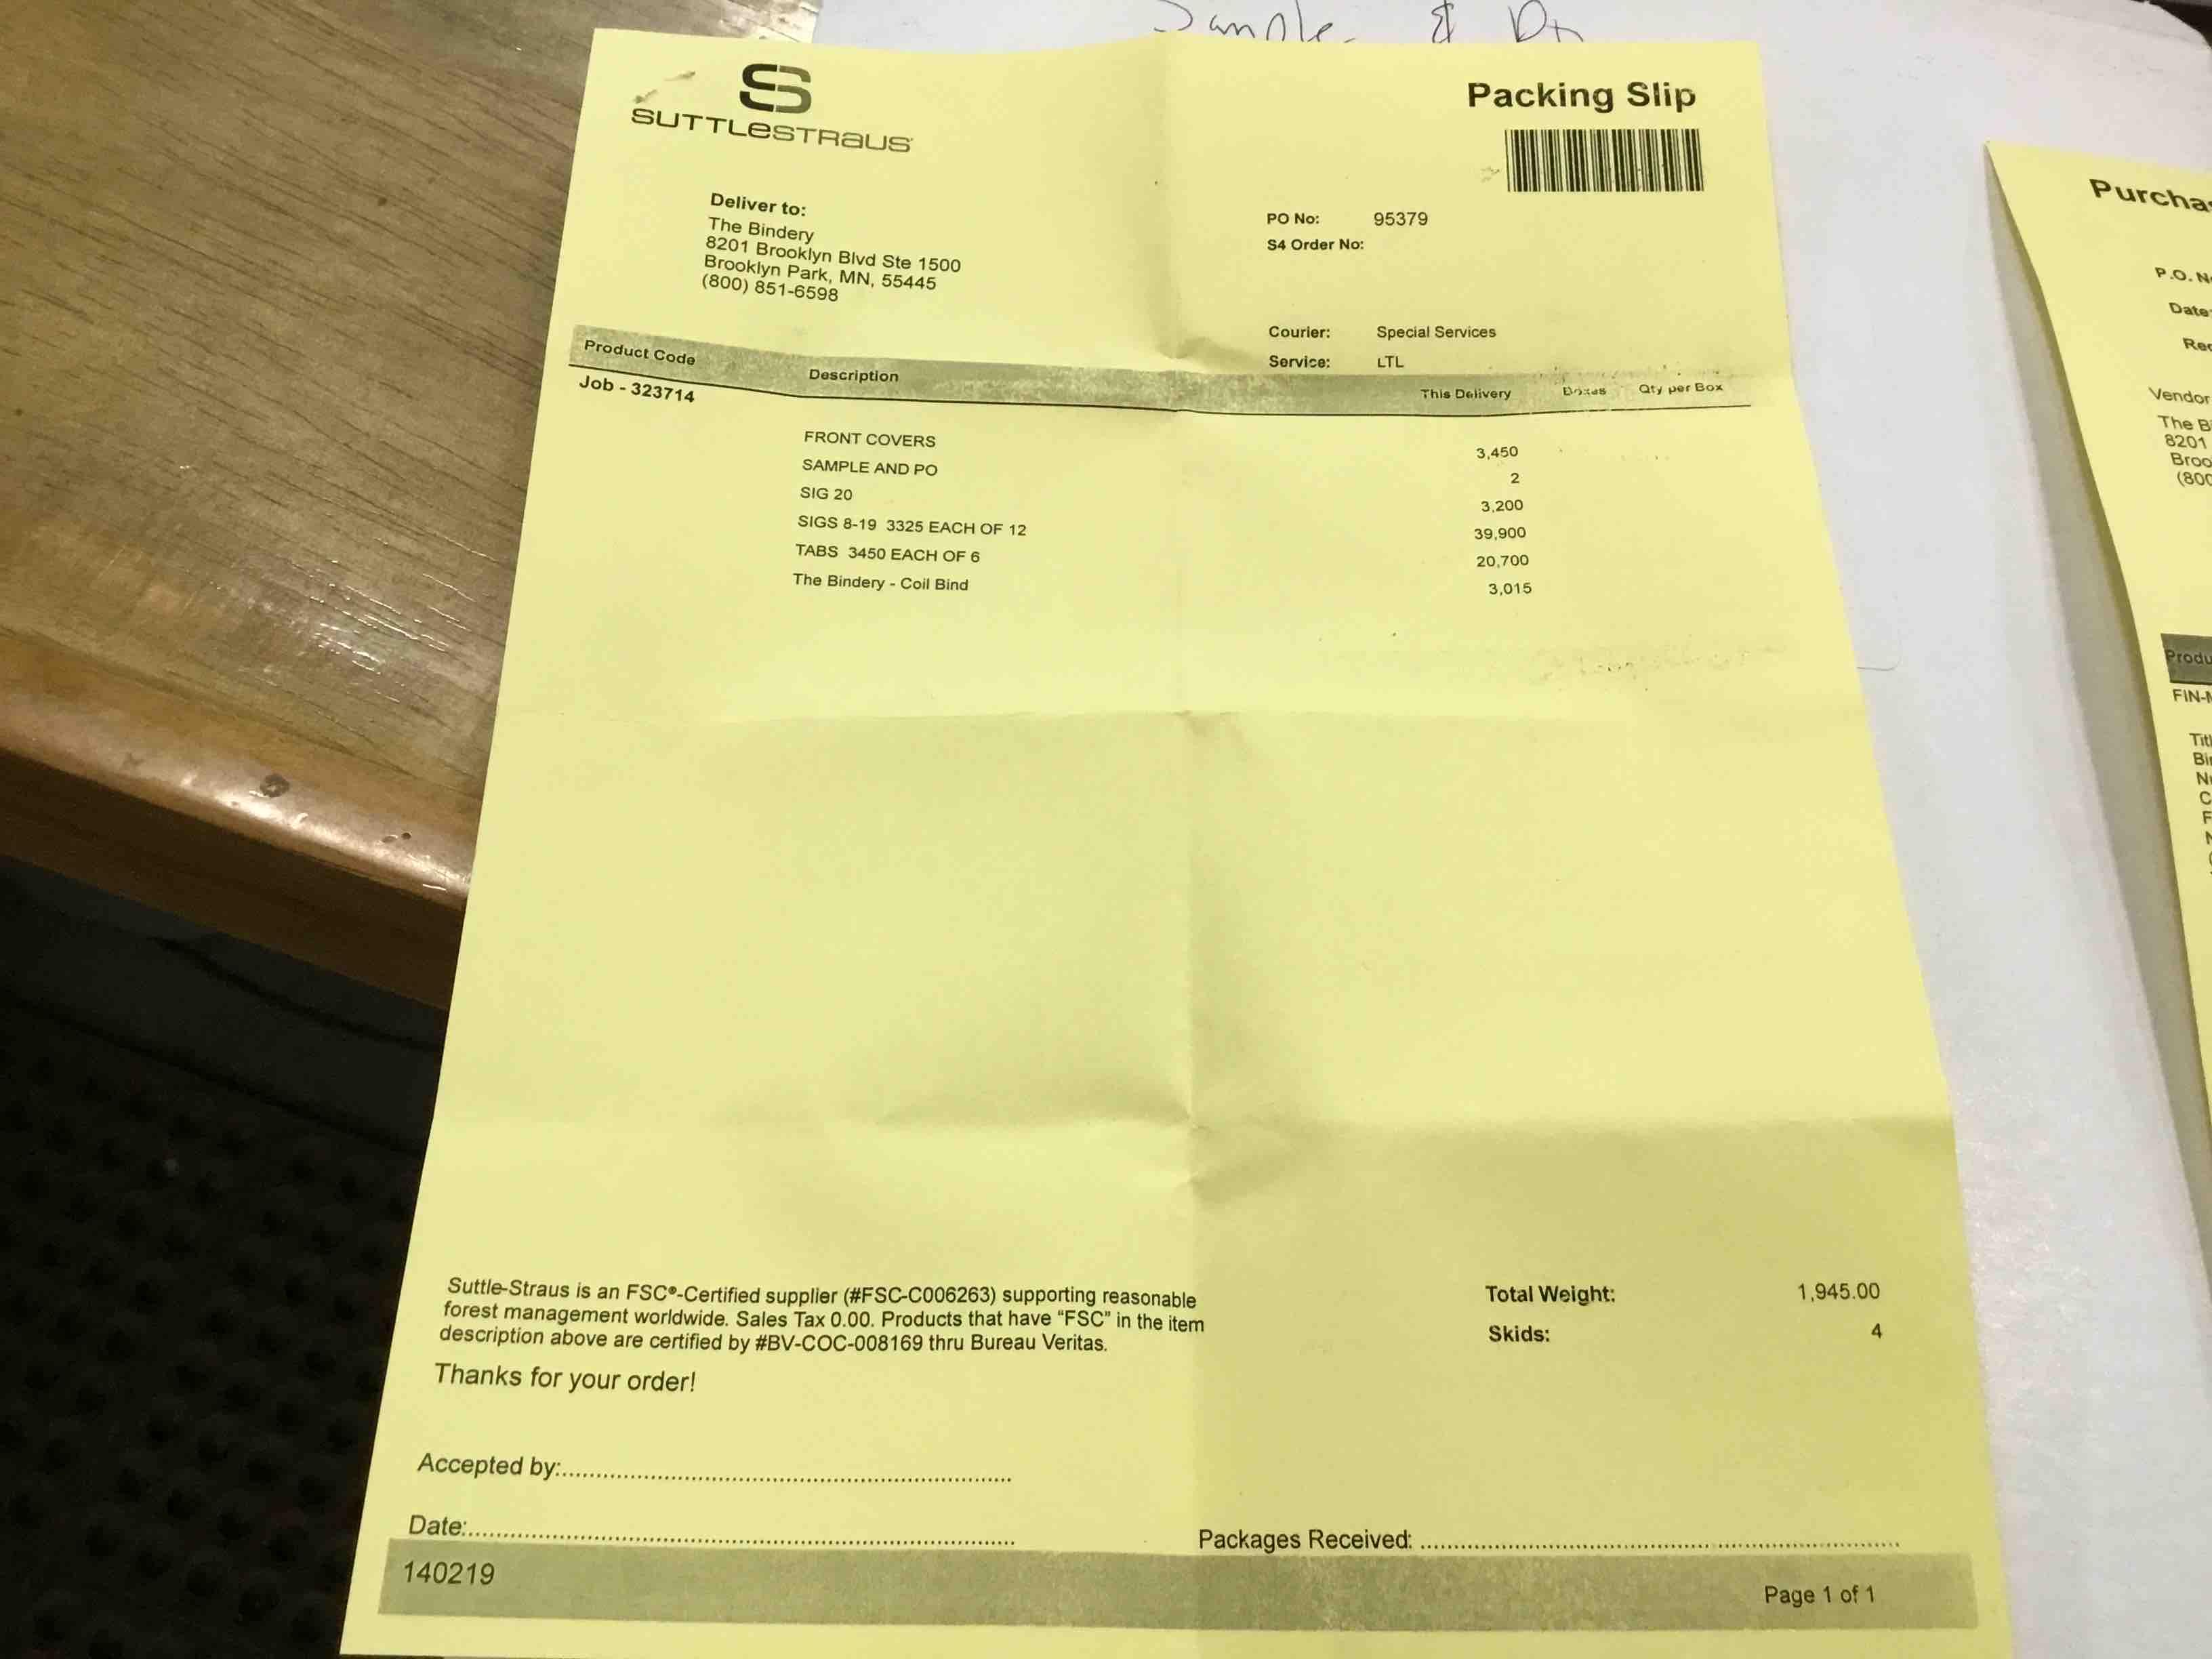 Sample &
SUTTLESTRAUS
Packing Slip
Deliver to:
The Bindery
8201 Brooklyn Blvd Ste 1500
Brooklyn Park, MN, 55445
(800) 851-6598
PO No: 95379
S4 Order No:
Courier: Special Services
Service: LTL
Product Code Description This Delivery Boxes Qty per Box
Job - 323714
FRONT COVERS 3,450
SAMPLE AND PO 2
SIG 20 3,200
SIGS 8-19 3325 EACH OF 12 39,900
TABS 3450 EACH OF 6 20,700
The Bindery - Coil Bind 3,015
Suttle-Straus is an FSC®-Certified supplier (#FSC-C006263) supporting reasonable
forest management worldwide. Sales Tax 0.00. Products that have “FSC” in the item
description above are certified by #BV-COC-008169 thru Bureau Veritas.
Thanks for your order!
Total Weight: 1,945.00
Skids: 4
Accepted by:
Date:
Packages Received:
140219
Page 1 of 1
Purcha
P.O. N
Date
Rec
Vendor
The B
8201
Broo
(800
Produ
FIN-
Titl
Bi